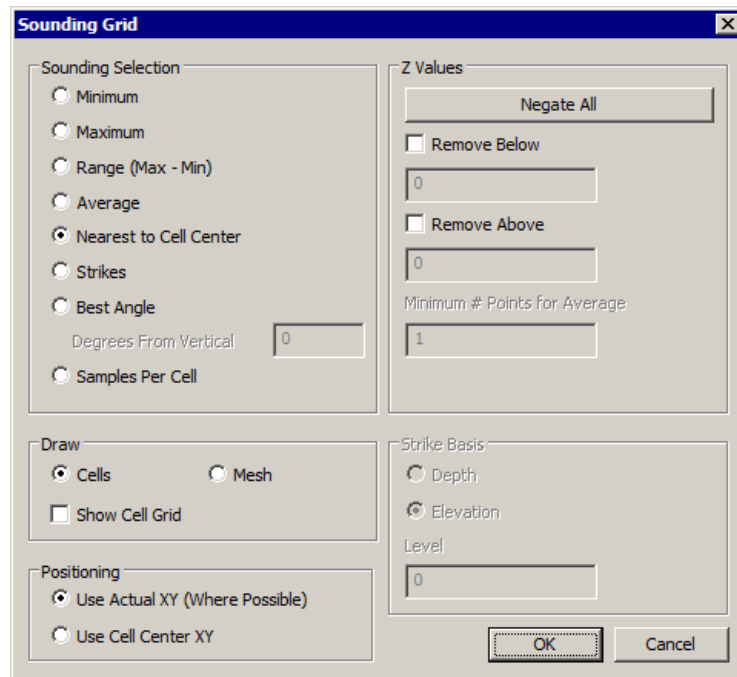 Sounding Grid
Sounding Selection
Minimum
Maximum
Range (Max - Min)
Average
Nearest to Cell Center
Strikes
Best Angle
Degrees From Vertical 0
Samples Per Cell
Z Values
Negate All
Remove Below
0
Remove Above
0
Minimum # Points for Average
1
Draw
Cells Mesh
Show Cell Grid
Strike Basis
Depth
Elevation
Level
0
Positioning
Use Actual XY (Where Possible)
Use Cell Center XY
OK Cancel